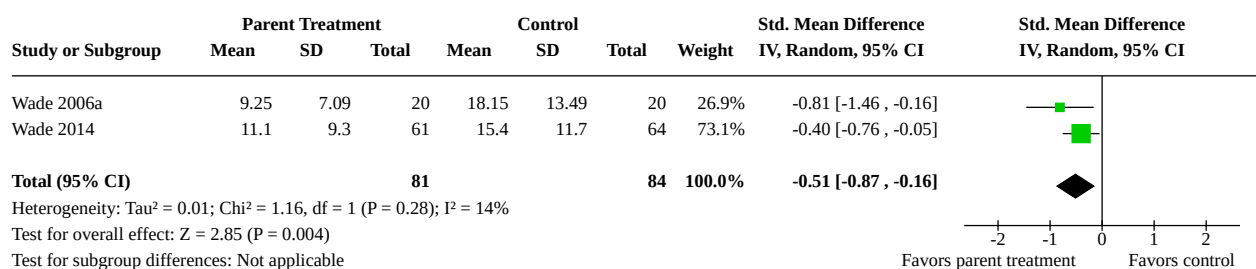 Parent Treatment Control Std. Mean Difference Std. Mean Difference
Study or Subgroup Mean SD Total Mean SD Total Weight IV, Random, 95% CI IV, Random, 95% CI
Wade 2006a 9.25 7.09 20 18.15 13.49 20 26.9% -0.81 [-1.46 , -0.16]
Wade 2014 11.1 9.3 61 15.4 11.7 64 73.1% -0.40 [-0.76 , -0.05]
Total (95% CI) 81 84 100.0% -0.51 [-0.87 , -0.16]
Heterogeneity: Tau² = 0.01; Chi² = 1.16, df = 1 (P = 0.28); I² = 14%
Test for overall effect: Z = 2.85 (P = 0.004)
-2 -1 0 1 2
Test for subgroup differences: Not applicable
Favors parent treatment Favors control